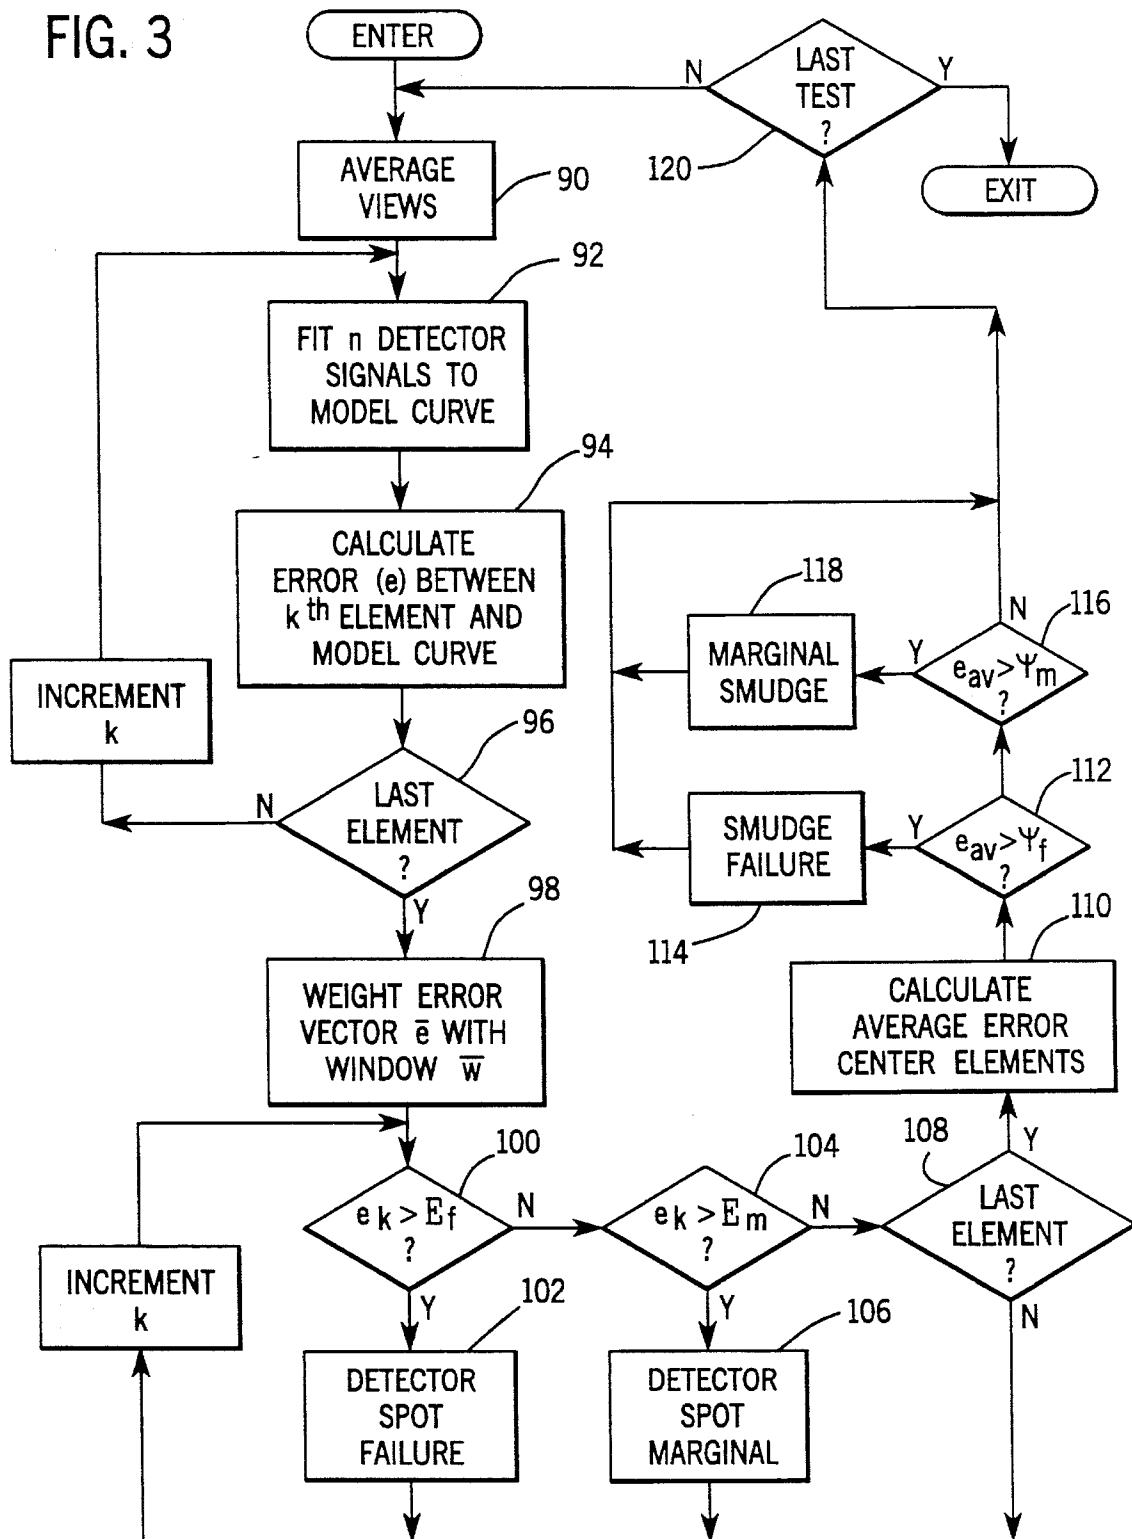 FIG. 3
ENTER
LAST
TEST
?
N
Y
120
EXIT
AVERAGE
VIEWS
90
92
FIT n DETECTOR
SIGNALS TO
MODEL CURVE
94
CALCULATE
ERROR (e) BETWEEN
kth ELEMENT AND
MODEL CURVE
INCREMENT
k
96
N
LAST
ELEMENT
?
Y
98
WEIGHT ERROR
VECTOR e̅ WITH
WINDOW w̅
118
MARGINAL
SMUDGE
N
116
Y
eav>Ψm
?
SMUDGE
FAILURE
114
112
Y
eav>Ψf
?
110
CALCULATE
AVERAGE ERROR
CENTER ELEMENTS
100
ek>Ef
?
N
Y
104
ek>Em
?
N
Y
108
Y
LAST
ELEMENT
?
N
INCREMENT
k
102
DETECTOR
SPOT
FAILURE
106
DETECTOR
SPOT
MARGINAL